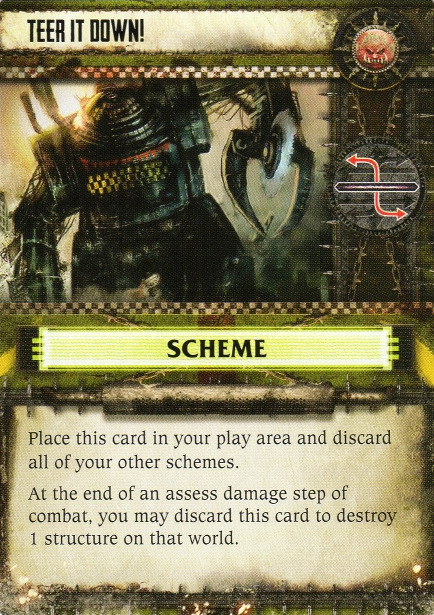 TEER IT DOWN!
SCHEME
Place this card in your play area and discard
all of your other schemes.
At the end of an assess damage step of
combat, you may discard this card to destroy
1 structure on that world.